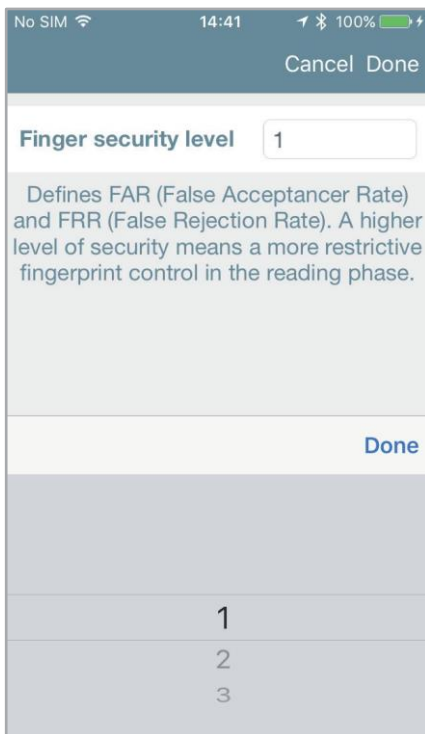 No SIM 14:41 100%
Cancel Done
Finger security level 1
Defines FAR (False Acceptancer Rate)
and FRR (False Rejection Rate). A higher
level of security means a more restrictive
fingerprint control in the reading phase.
Done
1
2
3